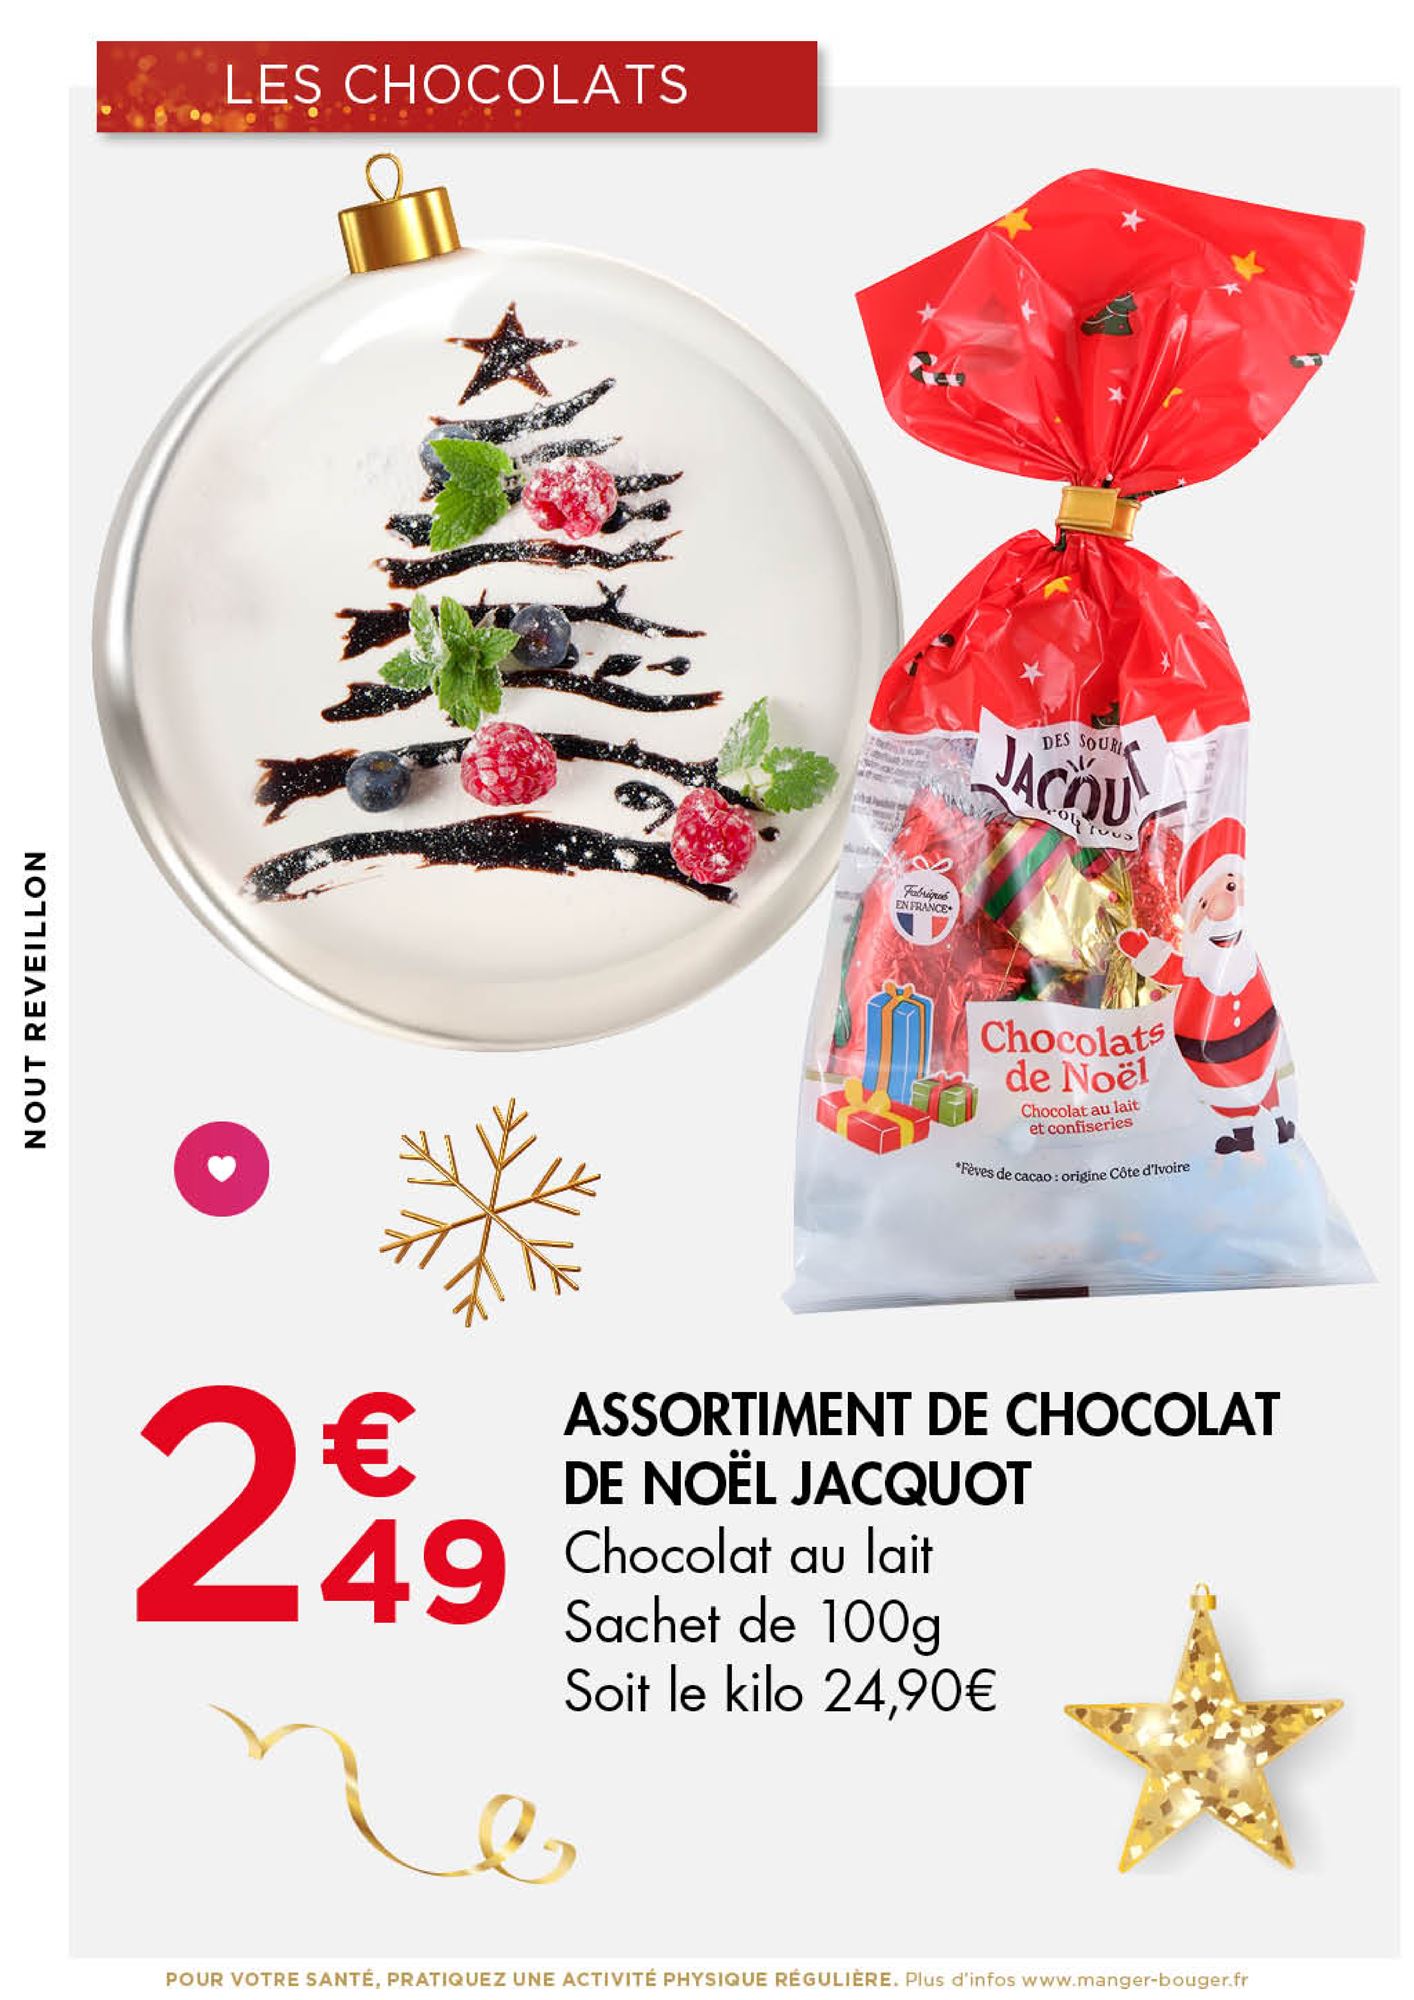 LES CHOCOLATS
NOUT REVEILLON
DES
JACQU
Fabriqué
EN FRANCE*
Chocolats
de Noël
Chocolat au lait
et confiseries
*Fèves de cacao : origine Côte d'Ivoire
2€49
ASSORTIMENT DE CHOCOLAT
DE NOËL JACQUOT
Chocolat au lait
Sachet de 100g
Soit le kilo 24,90€
POUR VOTRE SANTÉ, PRATIQUEZ UNE ACTIVITÉ PHYSIQUE RÉGULIÈRE. Plus d'infos www.manger-bouger.fr